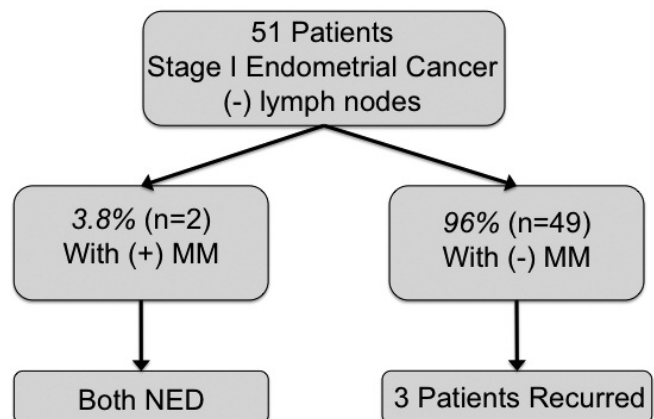 51 Patients
Stage I Endometrial Cancer
(-) lymph nodes
3.8% (n=2)
With (+) MM
96% (n=49)
With (-) MM
Both NED
3 Patients Recurred